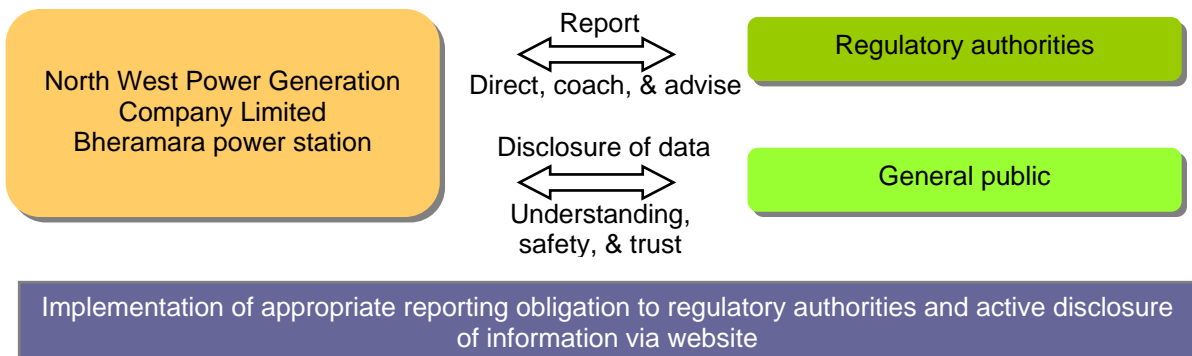 North West Power Generation
Company Limited
Bheramara power station
Report
Direct, coach, & advise
Regulatory authorities
Disclosure of data
Understanding,
safety, & trust
General public
Implementation of appropriate reporting obligation to regulatory authorities and active disclosure
of information via website